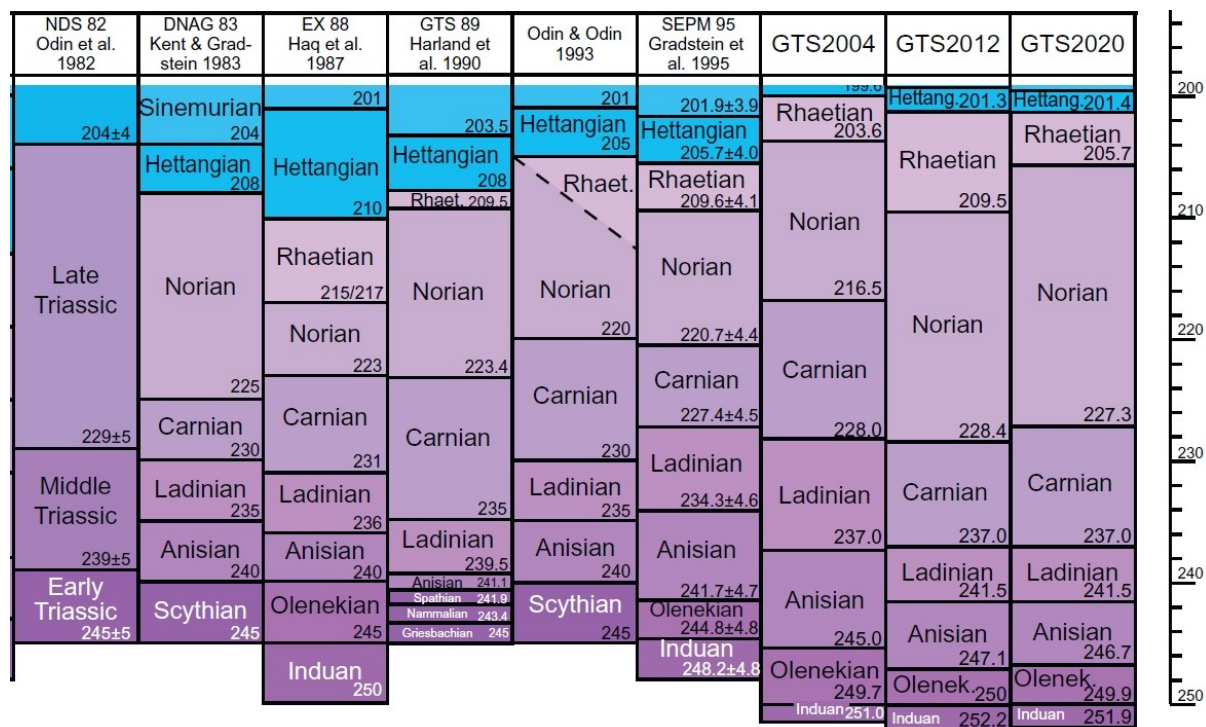 NDS 82
Odin et al.
1982
DNAG 83
Kent & Grad-
stein 1983
EX 88
Haq et al.
1987
GTS 89
Harland et
al. 1990
Odin & Odin
1993
SEPM 95
Gradstein et
al. 1995
GTS2004
GTS2012
GTS2020
204±4
Late
Triassic
229±5
Middle
Triassic
239±5
Early
Triassic
245±5
Sinemurian
204
Hettangian
208
Norian
225
Carnian
230
Ladinian
235
Anisian
240
Scythian
245
201
Hettangian
210
Rhaetian
215/217
Norian
223
Carnian
231
Ladinian
236
Anisian
240
Olenekian
245
Induan
250
203.5
Hettangian
208
Rhaet. 209.5
Norian
223.4
Carnian
235
Ladinian
239.5
Anisian 241.1
Spathian 241.9
Nammalian 243.4
Griesbachian 245
201
Hettangian
205
Rhaet.
Norian
220
Carnian
230
Ladinian
235
Anisian
240
Scythian
245
201.9±3.9
Hettangian
205.7±4.0
Rhaetian
209.6±4.1
Norian
220.7±4.4
Carnian
227.4±4.5
Ladinian
234.3±4.6
Anisian
241.7±4.7
Olenekian
244.8±4.8
Induan
248.2±4.8
199.6
Rhaetian
203.6
Norian
216.5
Carnian
228.0
Ladinian
237.0
Anisian
245.0
Olenekian
249.7
Induan 251.0
Hettang. 201.3
Rhaetian
209.5
Norian
228.4
Carnian
237.0
Ladinian
241.5
Anisian
247.1
Olenek. 250
Induan 252.2
Hettang. 201.4
Rhaetian
205.7
Norian
227.3
Carnian
237.0
Ladinian
241.5
Anisian
246.7
Olenek.
249.9
Induan 251.9
200
210
220
230
240
250